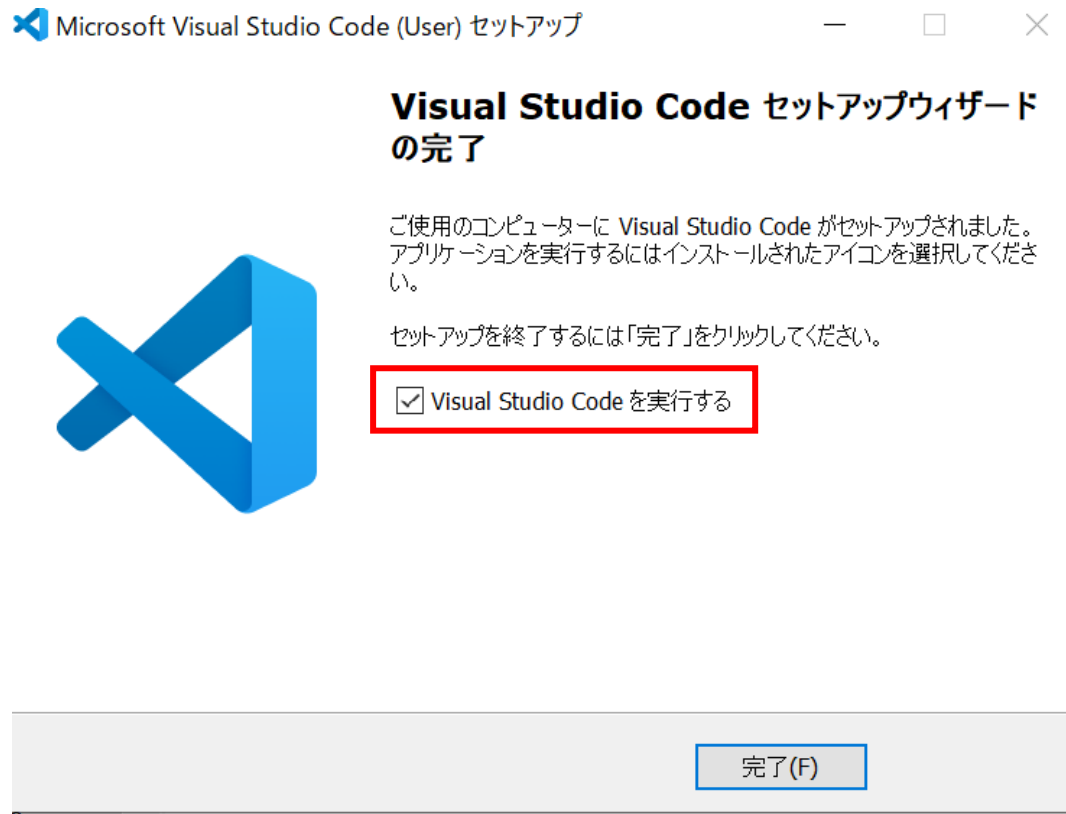 Microsoft Visual Studio Code (User) セットアップ
Visual Studio Code セットアップウィザード
の完了
ご使用のコンピューターに Visual Studio Code がセットアップされました。
アプリケーションを実行するにはインストールされたアイコンを選択してくださ
い。
セットアップを終了するには「完了」をクリックしてください。
Visual Studio Code を実行する
完了(F)